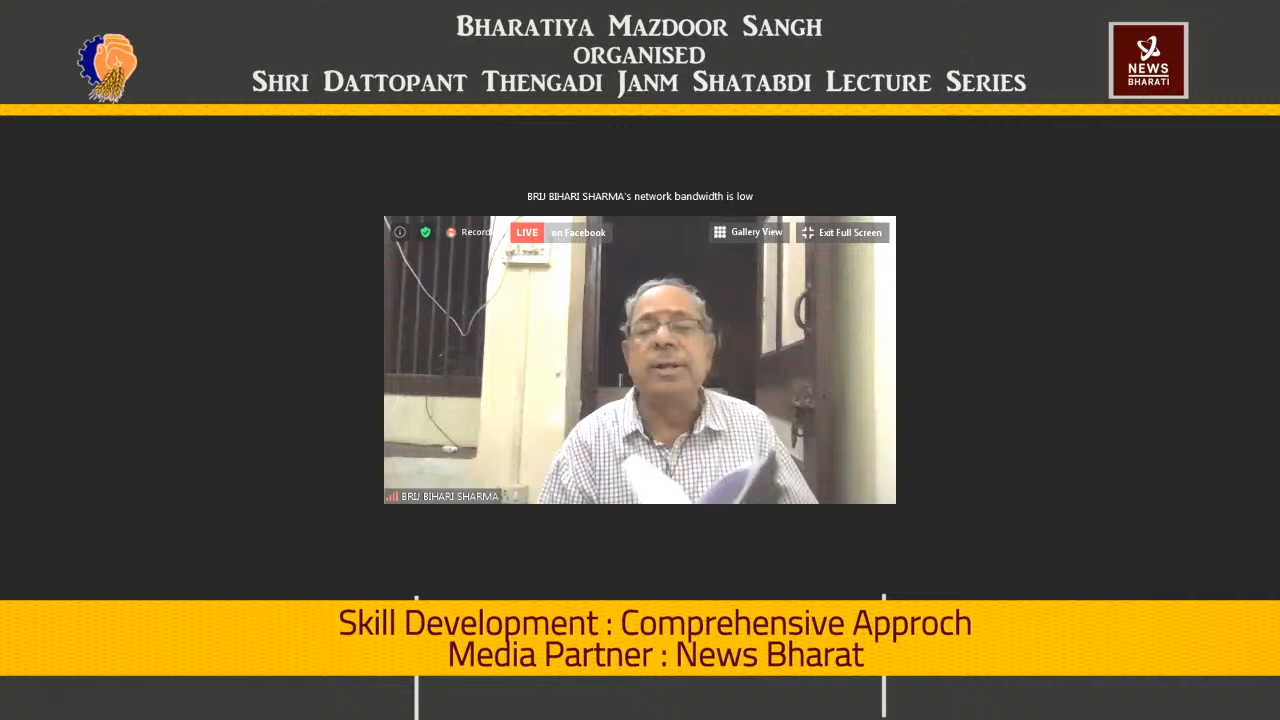 BHARATIYA MAZDOOR SANGH
ORGANISED
SHRI DATTOPANT THENGADI JANM SHATABDI LECTURE SERIES
NEWS
BHARATI
BRIJ BIHARI SHARMA's network bandwidth is low
Record
LIVE on Facebook
Gallery View
Exit Full Screen
BRIJ BIHARI SHARMA
Skill Development : Comprehensive Approch
Media Partner : News Bharat